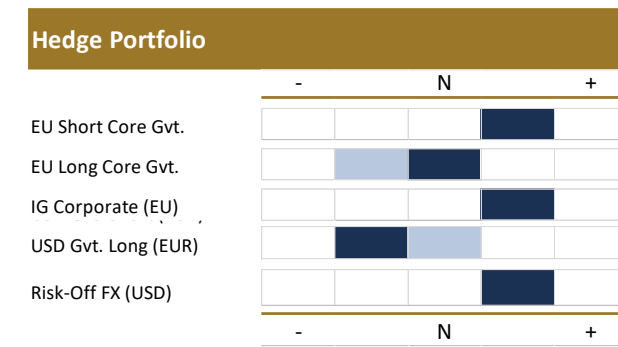 Hedge Portfolio
- N +
EU Short Core Gvt.
EU Long Core Gvt.
IG Corporate (EU)
USD Gvt. Long (EUR)
Risk-Off FX (USD)
- N +